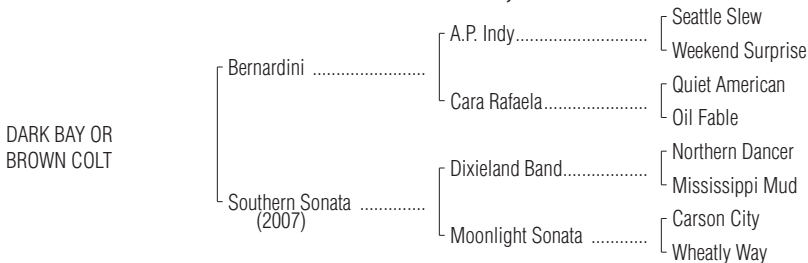 Seattle Slew
A.P. Indy..............................
Weekend Surprise
Bernardini ..........................
Quiet American
Cara Rafaela........................
Oil Fable
DARK BAY OR
BROWN COLT
Northern Dancer
Dixieland Band...................
Mississippi Mud
Southern Sonata ...............
(2007)
Carson City
Moonlight Sonata .............
Wheatly Way